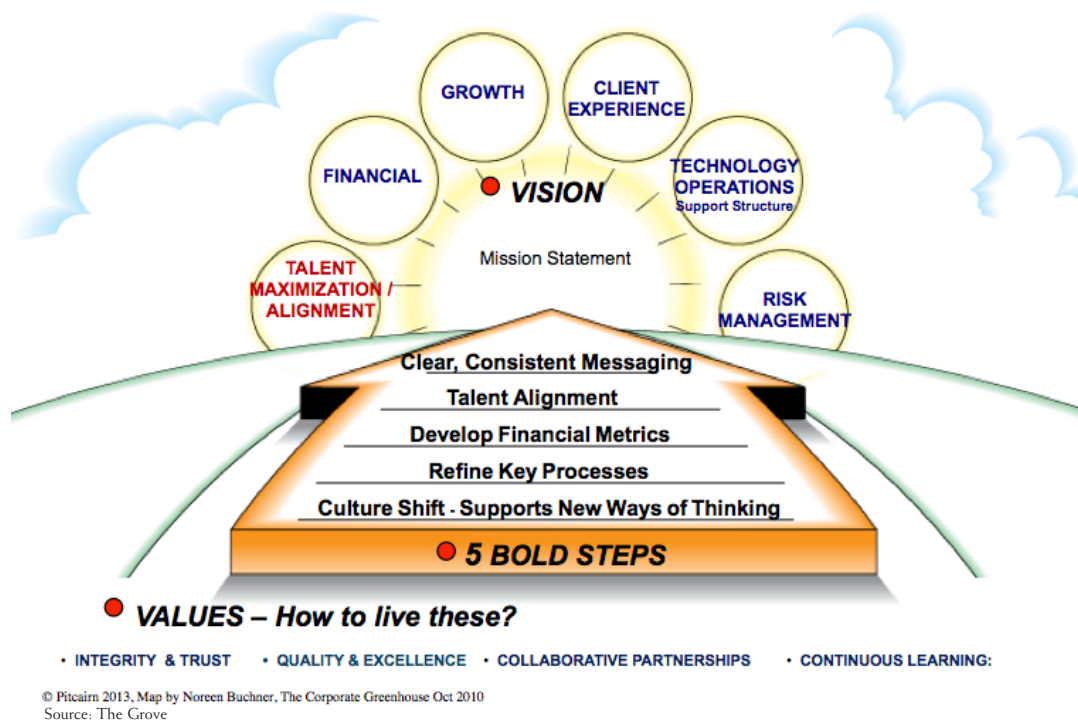 GROWTH
CLIENT
EXPERIENCE
FINANCIAL
TECHNOLOGY
OPERATIONS
Support Structure
VISION
Mission Statement
TALENT
MAXIMIZATION /
ALIGNMENT
RISK
MANAGEMENT
Clear, Consistent Messaging
Talent Alignment
Develop Financial Metrics
Refine Key Processes
Culture Shift - Supports New Ways of Thinking
5 BOLD STEPS
VALUES – How to live these?
• INTEGRITY & TRUST • QUALITY & EXCELLENCE • COLLABORATIVE PARTNERSHIPS • CONTINUOUS LEARNING:
© Pitcairn 2013, Map by Noreen Buchner, The Corporate Greenhouse Oct 2010
Source: The Grove